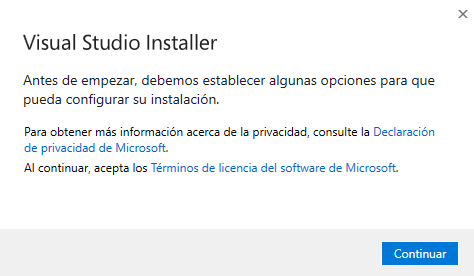 Visual Studio Installer
Antes de empezar, debemos establecer algunas opciones para que
pueda configurar su instalación.
Para obtener más información acerca de la privacidad, consulte la Declaración
de privacidad de Microsoft.
Al continuar, acepta los Términos de licencia del software de Microsoft.
Continuar